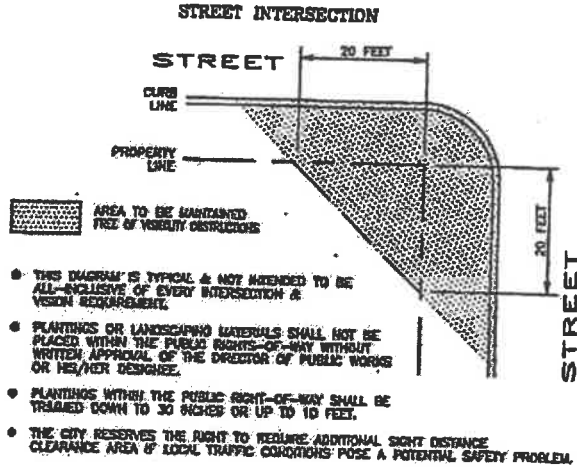 STREET INTERSECTION
20 FEET
STREET
CURB
LINE
PROPERTY
LINE
AREA TO BE MAINTAINED
FREE OF VISIBILITY OBSTRUCTIONS
20 FEET
STREET
● THIS DIAGRAM IS TYPICAL & NOT INTENDED TO BE
ALL-INCLUSIVE OF EVERY INTERSECTION &
VISION REQUIREMENT.
● PLANTINGS OR LANDSCAPING MATERIALS SHALL NOT BE
PLACED WITHIN THE PUBLIC RIGHTS-OF-WAY WITHOUT
WRITTEN APPROVAL OF THE DIRECTOR OF PUBLIC WORKS
OR HIS/HER DESIGNEE.
● PLANTINGS WITHIN THE PUBLIC RIGHT-OF-WAY SHALL BE
TRIMMED DOWN TO 30 INCHES OR UP TO 10 FEET.
● THE CITY RESERVES THE RIGHT TO REQUIRE ADDITIONAL SIGHT DISTANCE
CLEARANCE AREA IF LOCAL TRAFFIC CONDITIONS POSE A POTENTIAL SAFETY PROBLEM.